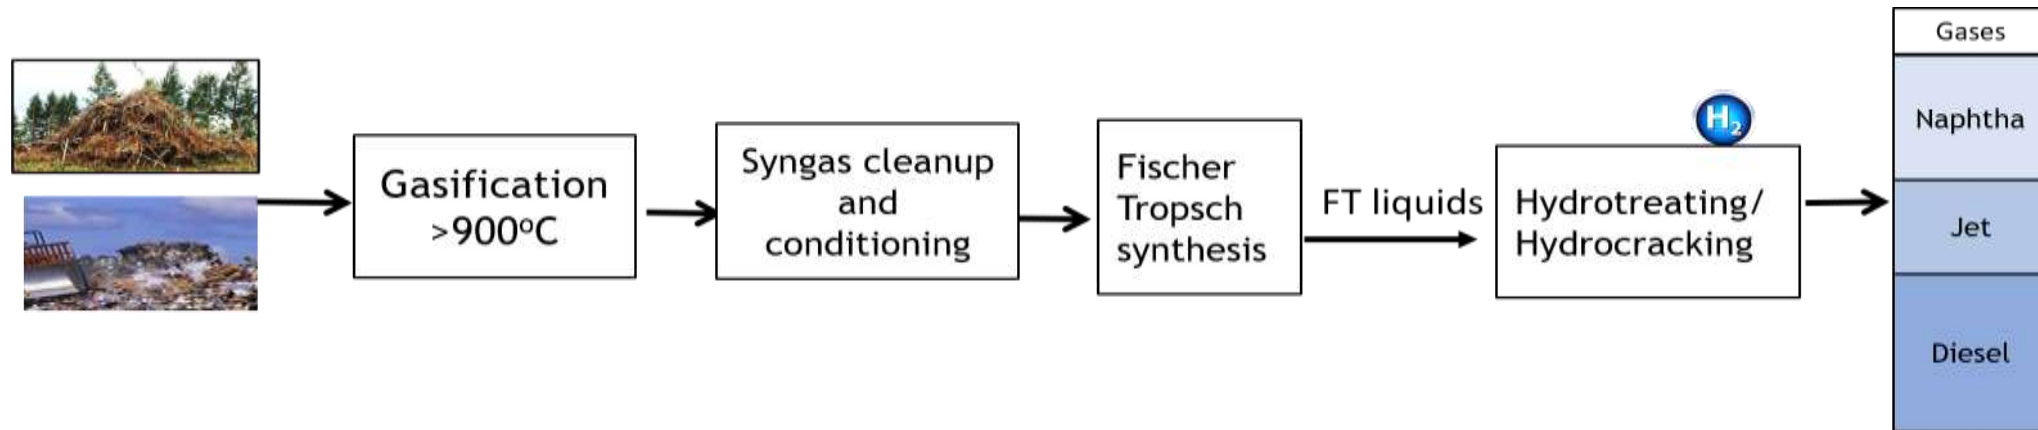 Gasification
>900°C
Syngas cleanup
and
conditioning
Fischer
Tropsch
synthesis
FT liquids
H₂
Hydrotreating/
Hydrocracking
Gases
Naphtha
Jet
Diesel